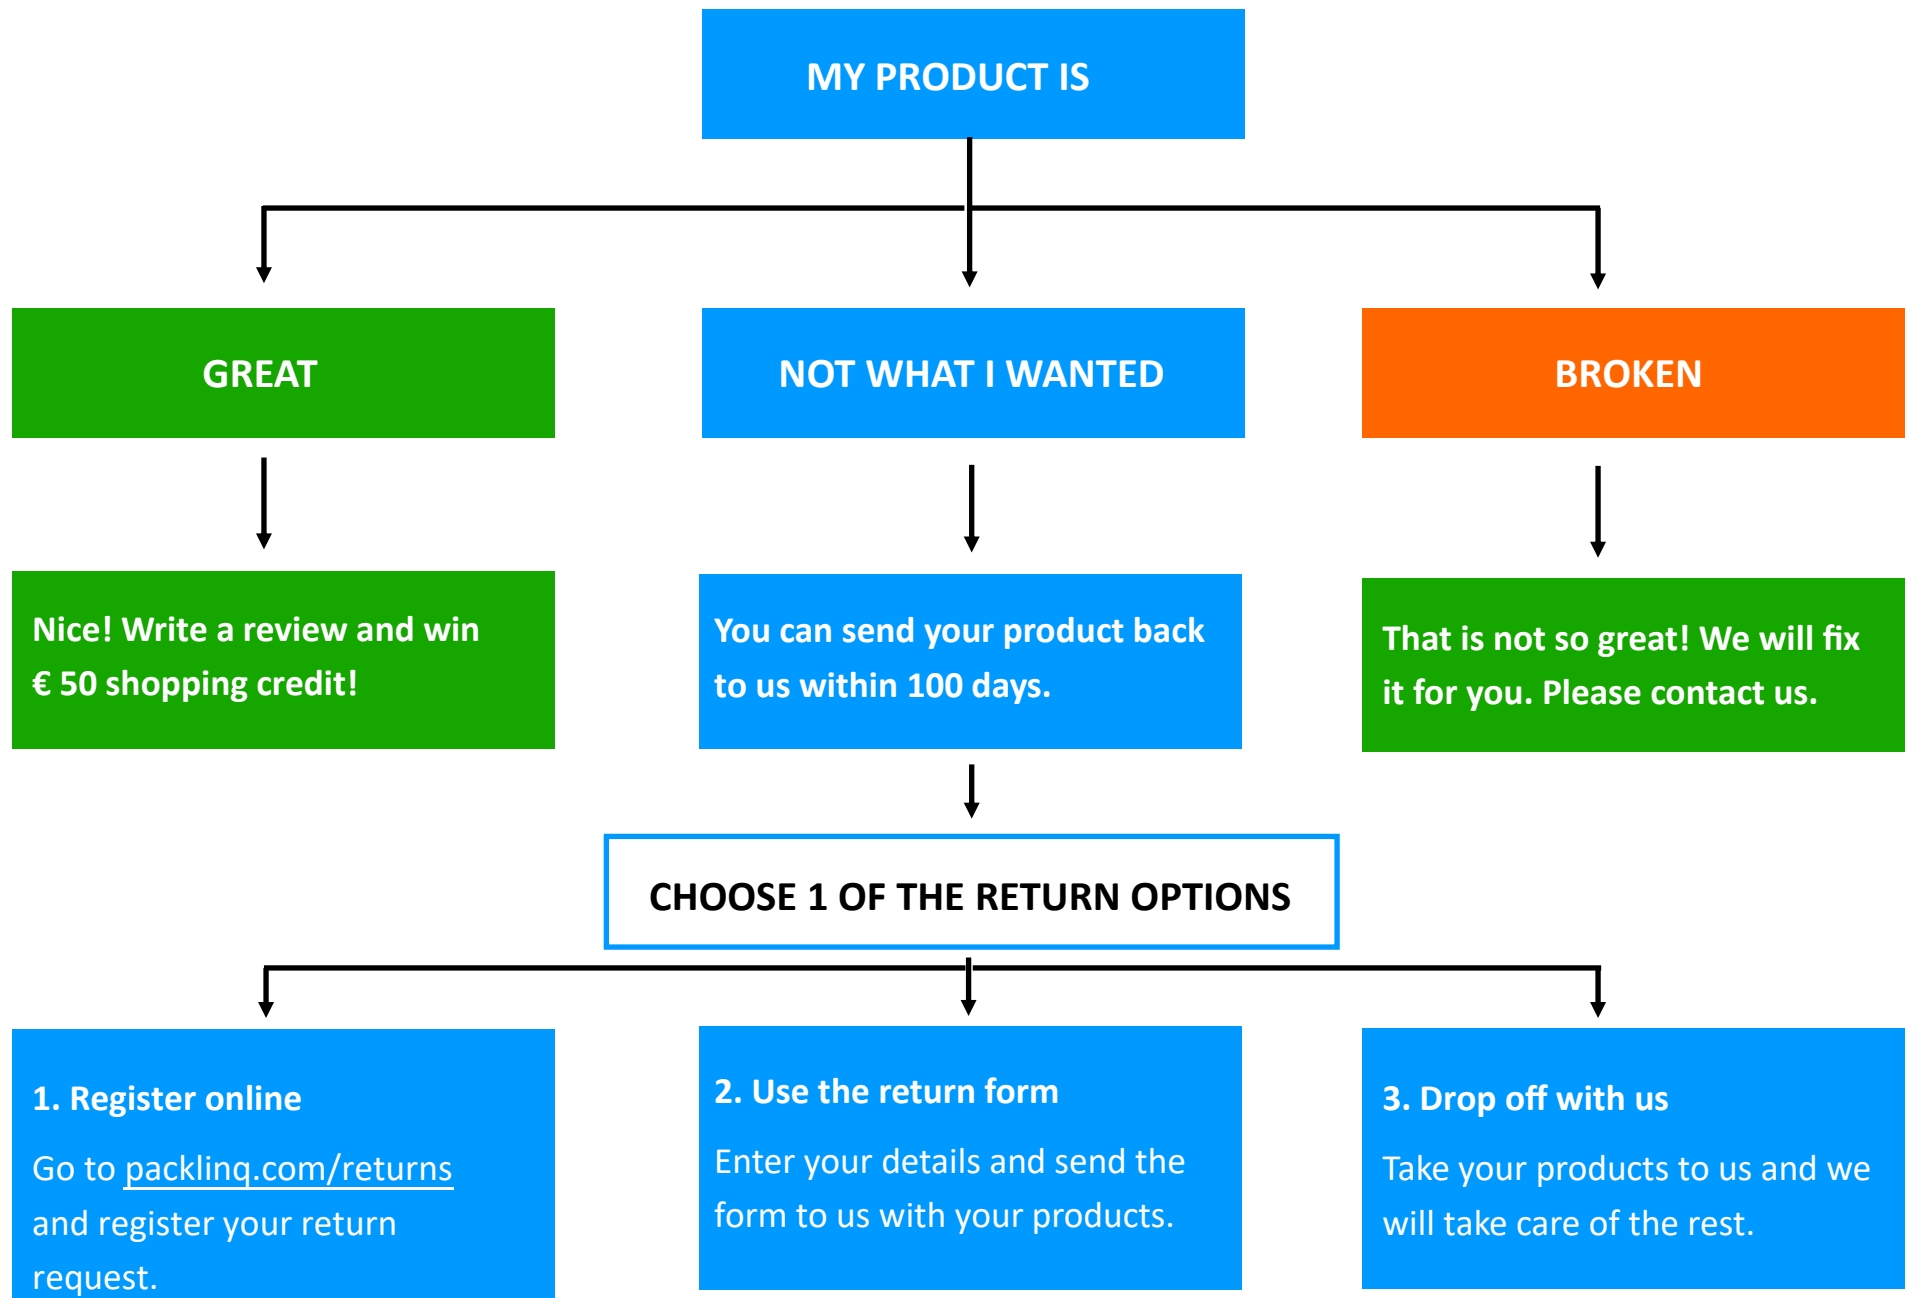 MY PRODUCT IS
GREAT
NOT WHAT I WANTED
BROKEN
Nice! Write a review and win
€ 50 shopping credit!
You can send your product back
to us within 100 days.
That is not so great! We will fix
it for you. Please contact us.
CHOOSE 1 OF THE RETURN OPTIONS
1. Register online
Go to packlinq.com/returns
and register your return
request.
2. Use the return form
Enter your details and send the
form to us with your products.
3. Drop off with us
Take your products to us and we
will take care of the rest.